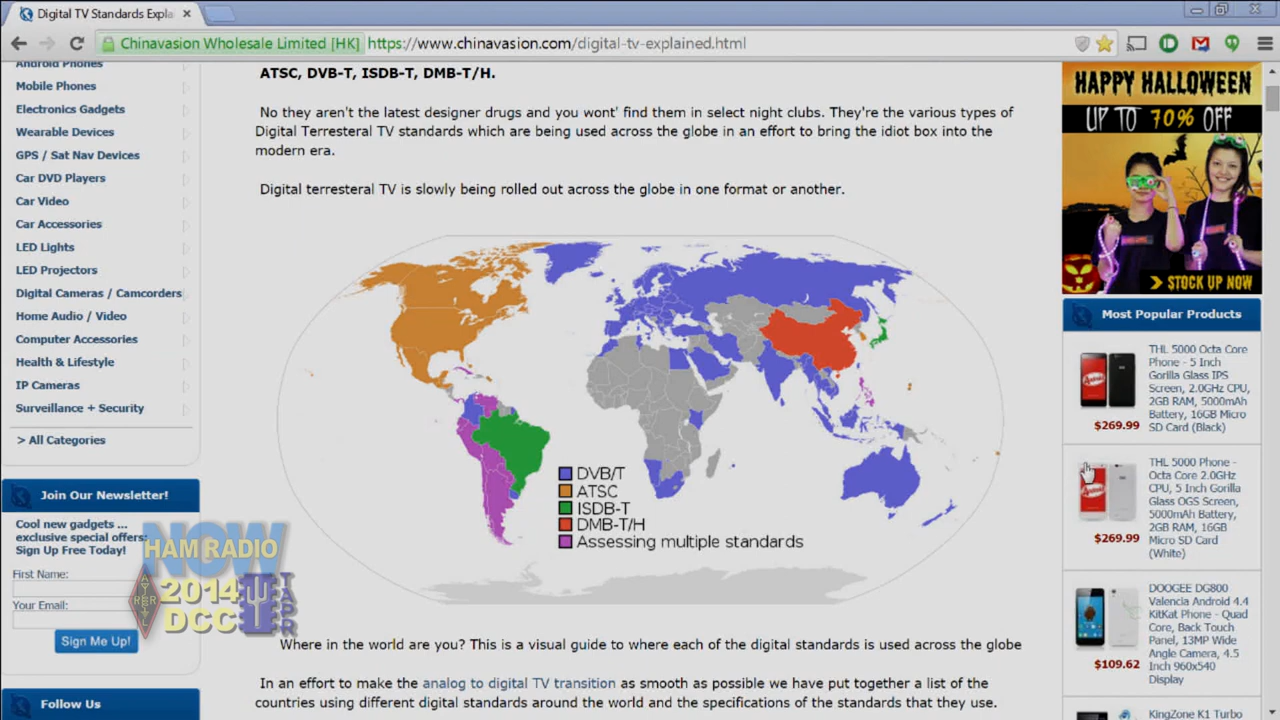 Digital TV Standards Expla
Chinavasion Wholesale Limited [HK]
https://www.chinavasion.com/digital-tv-explained.html
Android Phones
Mobile Phones
Electronics Gadgets
Wearable Devices
GPS / Sat Nav Devices
Car DVD Players
Car Video
Car Accessories
LED Lights
LED Projectors
Digital Cameras / Camcorders
Home Audio / Video
Computer Accessories
Health & Lifestyle
IP Cameras
Surveillance + Security
> All Categories
Join Our Newsletter!
Cool new gadgets ...
exclusive special offers:
Sign Up Free Today!
First Name:
Your Email:
Sign Me Up!
Follow Us
NOW
HAM RADIO
2014
DCC
TAPR
ATSC, DVB-T, ISDB-T, DMB-T/H.
No they aren't the latest designer drugs and you wont' find them in select night clubs. They're the various types of
Digital Terresteral TV standards which are being used across the globe in an effort to bring the idiot box into the
modern era.
Digital terresteral TV is slowly being rolled out across the globe in one format or another.
DVB/T
ATSC
ISDB-T
DMB-T/H
Assessing multiple standards
Where in the world are you? This is a visual guide to where each of the digital standards is used across the globe
In an effort to make the analog to digital TV transition as smooth as possible we have put together a list of the
countries using different digital standards around the world and the specifications of the standards that they use.
HAPPY HALLOWEEN
UP TO 70% OFF
> STOCK UP NOW
Most Popular Products
THL 5000 Octa Core
Phone - 5 Inch
Gorilla Glass IPS
Screen, 2.0GHz CPU,
2GB RAM, 5000mAh
Battery, 16GB Micro
SD Card (Black)
$269.99
THL 5000 Phone -
Octa Core 2.0GHz
CPU, 5 Inch Gorilla
Glass OGS Screen,
5000mAh Battery,
2GB RAM, 16GB
Micro SD Card
(White)
$269.99
DOOGEE DG800
Valencia Android 4.4
KitKat Phone - Quad
Core, Back Touch
Panel, 13MP Wide
Angle Camera, 4.5
Inch 960x540
Display
$109.62
KingZone K1 Turbo